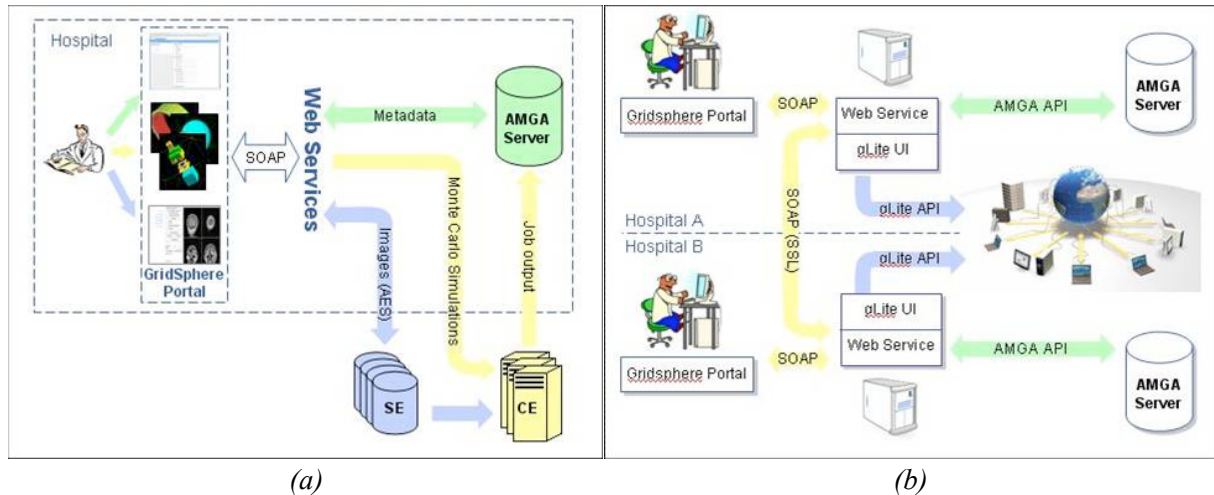 Hospital
GridSphere
Portal
SOAP
Web Services
Metadata
AMGA
Server
Images (AES)
Monte Carlo Simulations
Job output
SE
CE
(a)
Gridsphere Portal
SOAP
Web Service
gLite UI
AMGA API
AMGA
Server
gLite API
Hospital A
Hospital B
SOAP (SSL)
gLite API
gLite UI
Web Service
Gridsphere Portal
SOAP
AMGA API
AMGA
Server
(b)